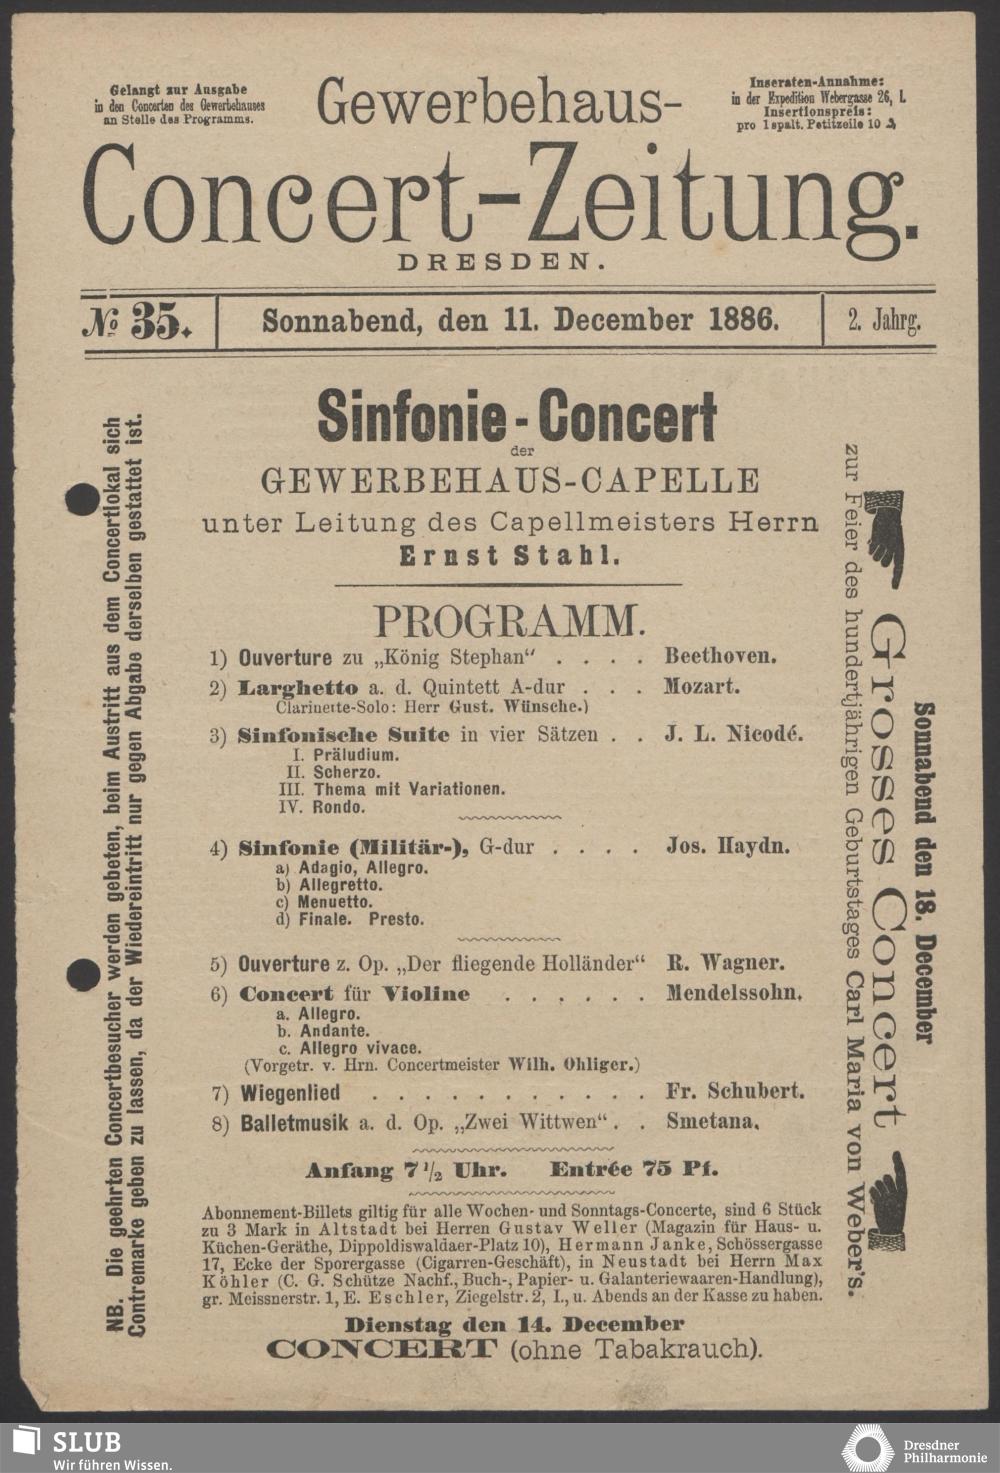 Gelangt zur Ausgabe
in den Concerten des Gewerbehauses
an Stelle des Programms.
Gewerbehaus-
Inseraten-Annahme:
in der Expedition Webergasse 26, I.
Insertionspreis:
pro 1spalt. Petitzeile 10 ₰
Concert-Zeitung.
DRESDEN.
№ 35.
Sonnabend, den 11. December 1886.
2. Jahrg.
Sinfonie-Concert
der
GEWERBEHAUS-CAPELLE
unter Leitung des Capellmeisters Herrn
Ernst Stahl.
PROGRAMM.
1) Ouverture zu „König Stephan“ . . . . Beethoven.
2) Larghetto a. d. Quintett A-dur . . . Mozart.
Clarinette-Solo: Herr Gust. Wünsche.)
3) Sinfonische Suite in vier Sätzen . . J. L. Nicodé.
I. Präludium.
II. Scherzo.
III. Thema mit Variationen.
IV. Rondo.
4) Sinfonie (Militär-), G-dur . . . . Jos. Haydn.
a) Adagio, Allegro.
b) Allegretto.
c) Menuetto.
d) Finale. Presto.
5) Ouverture z. Op. „Der fliegende Holländer“ R. Wagner.
6) Concert für Violine . . . . . . Mendelssohn.
a. Allegro.
b. Andante.
c. Allegro vivace.
(Vorgetr. v. Hrn. Concertmeister Wilh. Ohliger.)
7) Wiegenlied . . . . . . . . . . . Fr. Schubert.
8) Balletmusik a. d. Op. „Zwei Wittwen“. . Smetana.
Anfang 7 1/2 Uhr. Entrée 75 Pf.
Abonnement-Billets giltig für alle Wochen- und Sonntags-Concerte, sind 6 Stück
zu 3 Mark in Altstadt bei Herren Gustav Weller (Magazin für Haus- u.
Küchen-Geräthe, Dippoldiswaldaer-Platz 10), Hermann Janke, Schössergasse
17, Ecke der Sporergasse (Cigarren-Geschäft), in Neustadt bei Herrn Max
Köhler (C. G. Schütze Nachf., Buch-, Papier- u. Galanteriewaaren-Handlung),
gr. Meissnerstr. 1, E. Eschler, Ziegelstr. 2, I., u. Abends an der Kasse zu haben.
Dienstag den 14. December
CONCERT (ohne Tabakrauch).
NB. Die geehrten Concertbesucher werden gebeten, beim Austritt aus dem Concertlokal sich
Contremarke geben zu lassen, da der Wiedereintritt nur gegen Abgabe derselben gestattet ist.
Sonnabend den 18. December
Grosses Concert
zur Feier des hundertjährigen Geburtstages Carl Maria von Weber's.
SLUB
Wir führen Wissen.
Dresdner
Philharmonie